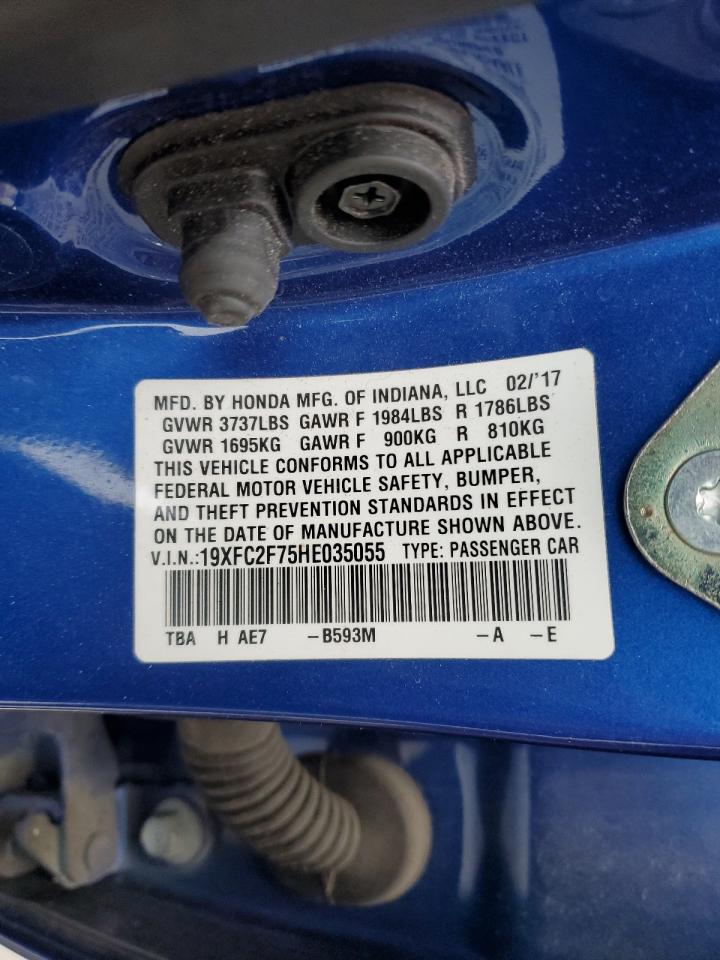 MFD. BY HONDA MFG. OF INDIANA, LLC 02/'17
GVWR 3737LBS GAWR F 1984LBS R 1786LBS
GVWR 1695KG GAWR F 900KG R 810KG
THIS VEHICLE CONFORMS TO ALL APPLICABLE
FEDERAL MOTOR VEHICLE SAFETY, BUMPER,
AND THEFT PREVENTION STANDARDS IN EFFECT
ON THE DATE OF MANUFACTURE SHOWN ABOVE.
V.I.N.:19XFC2F75HE035055 TYPE: PASSENGER CAR
TBA H AE7 -B593M -A -E